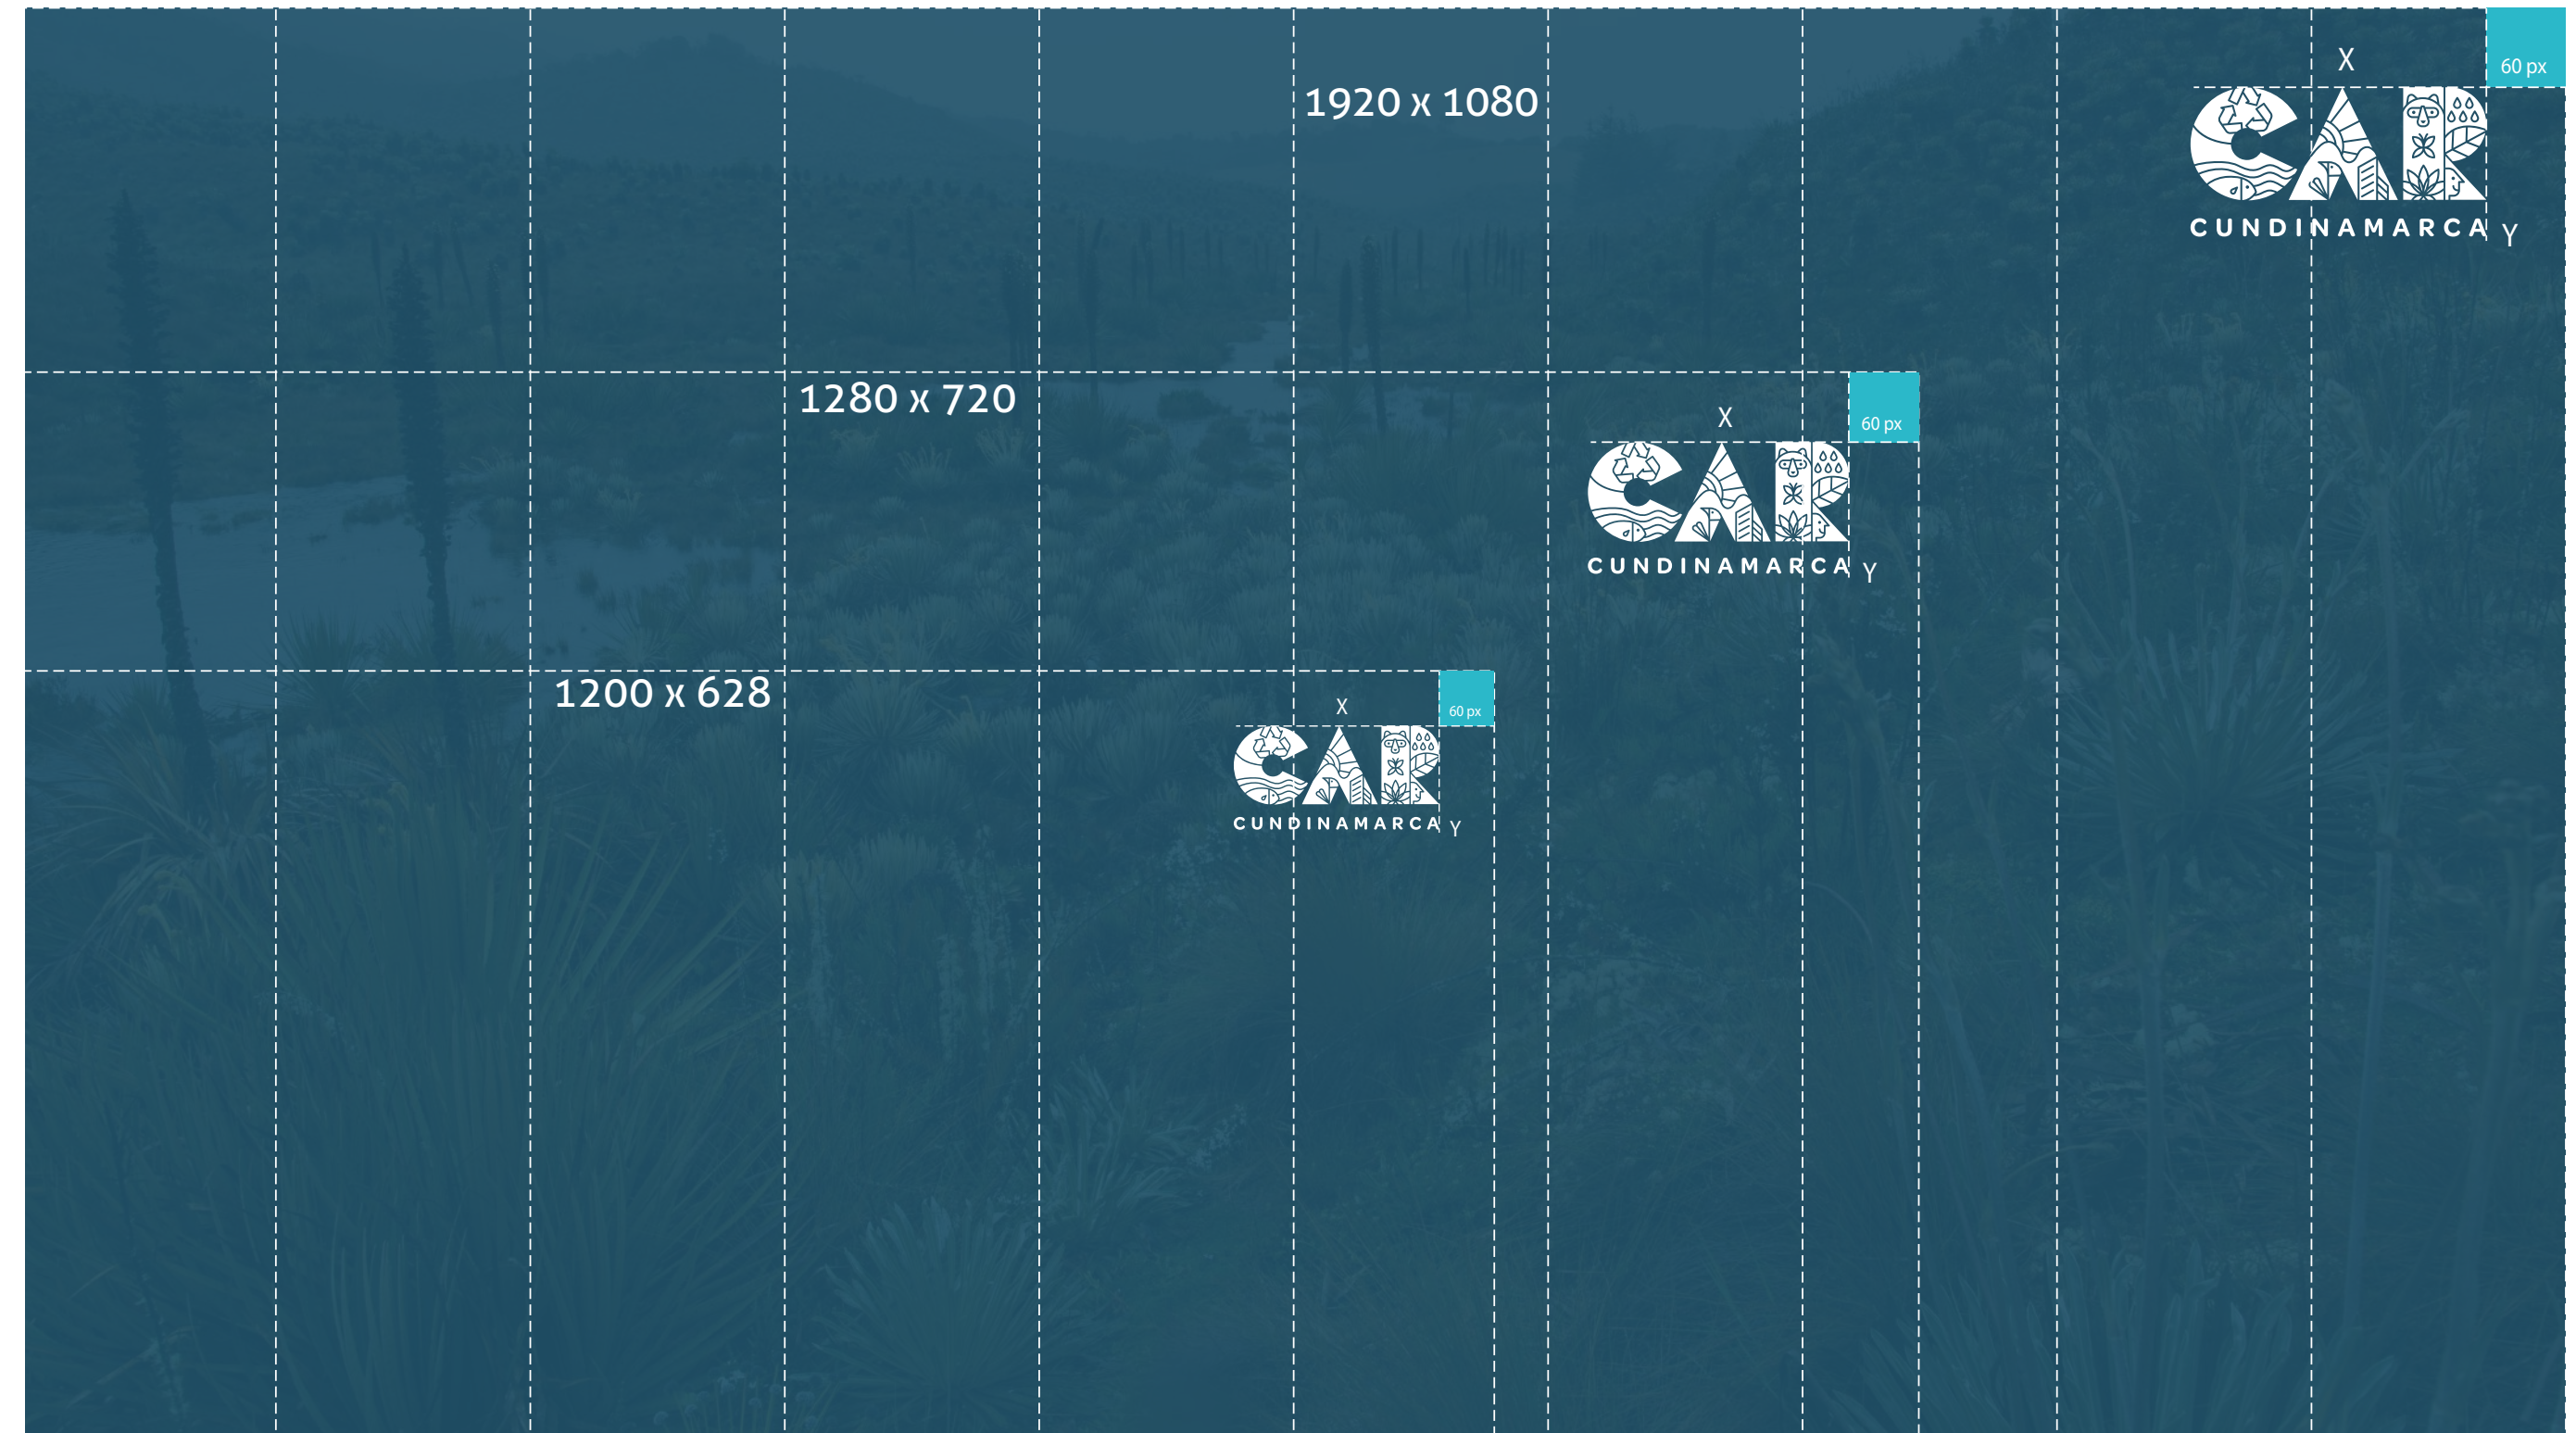 1920 x 1080
X
60 px
CAR
CUNDINAMARCA
Y
1280 x 720
X
60 px
CAR
CUNDINAMARCA
Y
1200 x 628
X
60 px
CAR
CUNDINAMARCA
Y